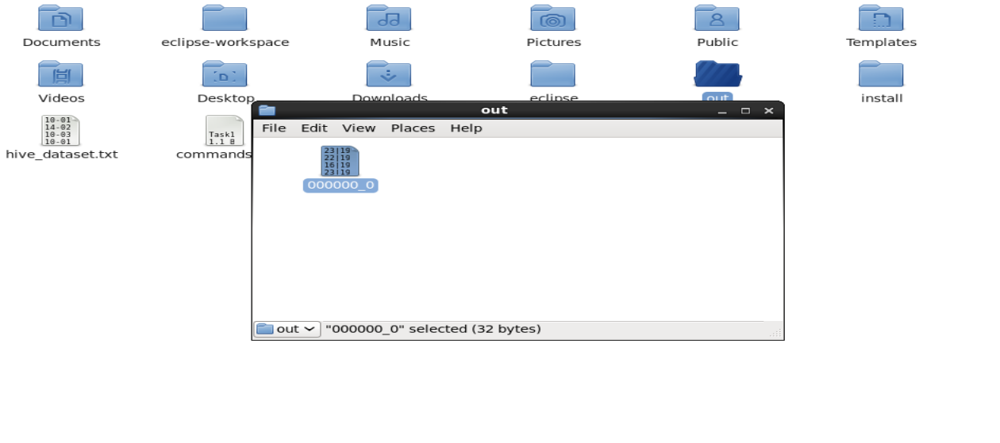 Documents
eclipse-workspace
Music
Pictures
Public
Templates
Videos
Desktop
Downloads
eclipse
out
install
10-01
14-02
10-03
10-01
hive_dataset.txt
Task1
1.1 B
commands
out
File Edit View Places Help
23|19
22|19
16|19
23|19
000000_0
out "000000_0" selected (32 bytes)